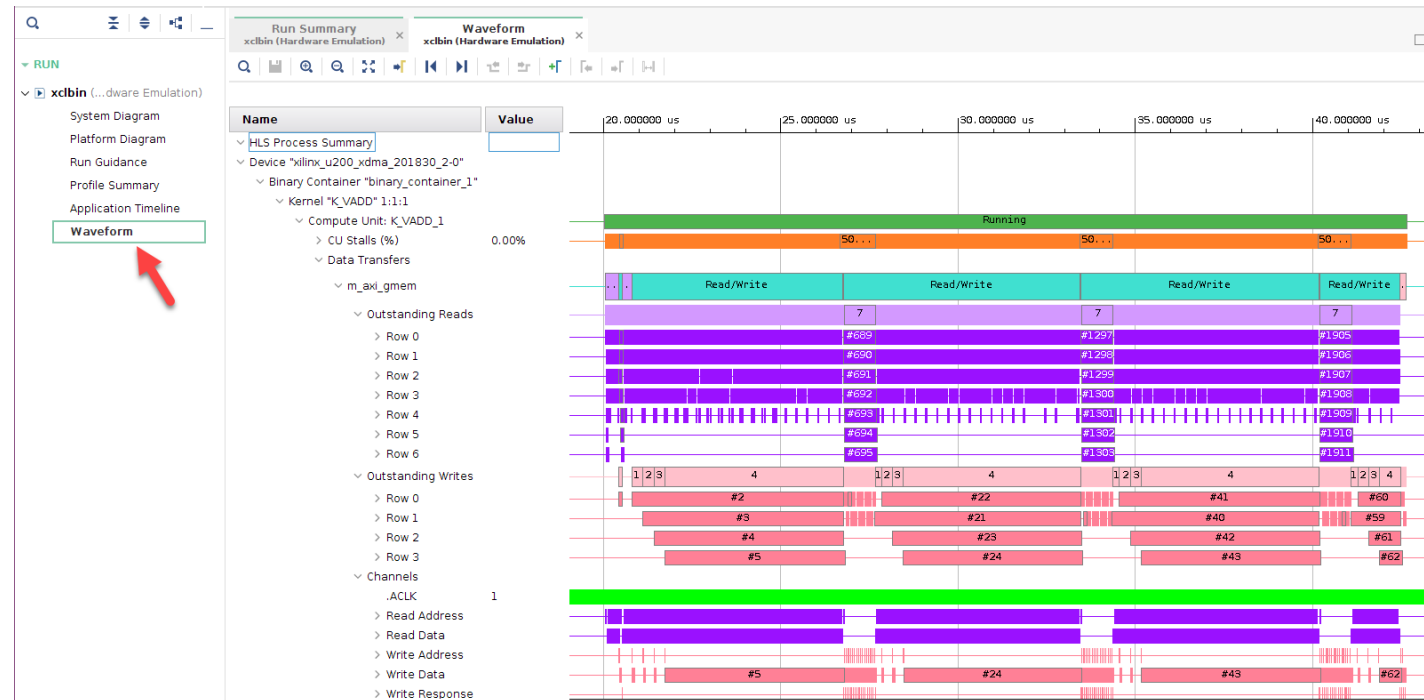 Run Summary
xclbin (Hardware Emulation)
Waveform
xclbin (Hardware Emulation)
RUN
xclbin (...dware Emulation)
System Diagram
Platform Diagram
Run Guidance
Profile Summary
Application Timeline
Waveform
Name Value
20.000000 us 25.000000 us 30.000000 us 35.000000 us 40.000000 us
HLS Process Summary
Device "xilinx_u200_xdma_201830_2-0"
Binary Container "binary_container_1"
Kernel "K_VADD" 1:1:1
Compute Unit: K_VADD_1 Running
CU Stalls (%) 0.00% 50... 50... 50...
Data Transfers
m_axi_gmem .. . Read/Write Read/Write Read/Write Read/Write .
Outstanding Reads 7 7 7
Row 0 #689 #1297 #1905
Row 1 #690 #1298 #1906
Row 2 #691 #1299 #1907
Row 3 #692 #1300 #1908
Row 4 #693 #1301 #1909
Row 5 #694 #1302 #1910
Row 6 #695 #1303 #1911
Outstanding Writes 1 2 3 4 1 2 3 4 1 2 3 4 1 2 3 4
Row 0 #2 #22 #41 #60
Row 1 #3 #21 #40 #59
Row 2 #4 #23 #42 #61
Row 3 #5 #24 #43 #62
Channels
.ACLK 1
Read Address
Read Data
Write Address
Write Data #5 #24 #43 #62
Write Response